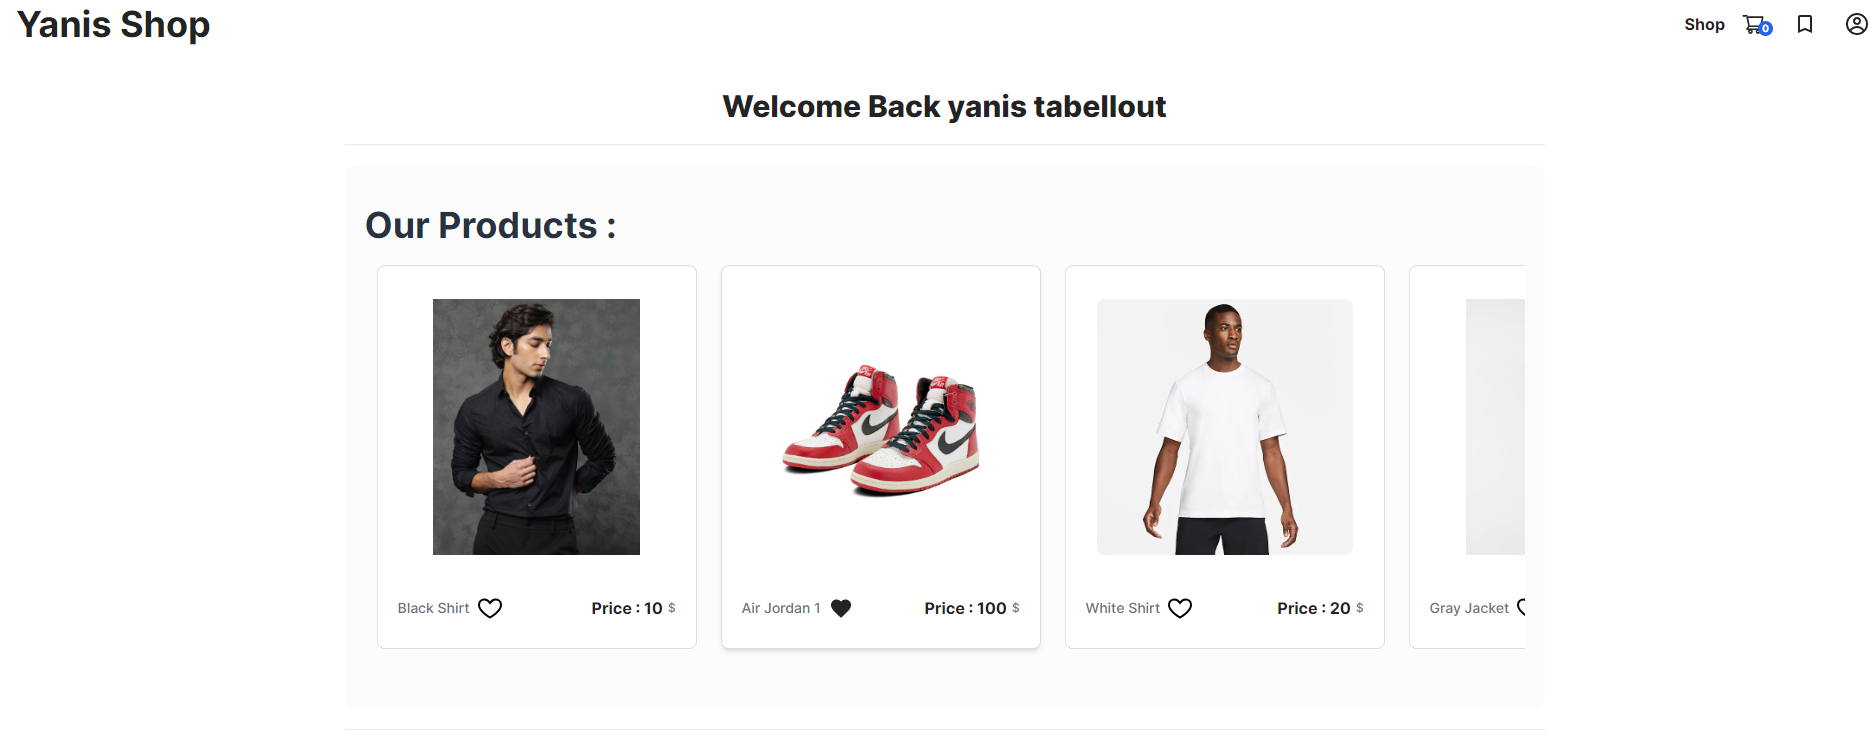 Yanis Shop
Shop
0
Welcome Back yanis tabellout
Our Products :
Black Shirt Price : 10 $
Air Jordan 1 Price : 100 $
White Shirt Price : 20 $
Gray Jacket